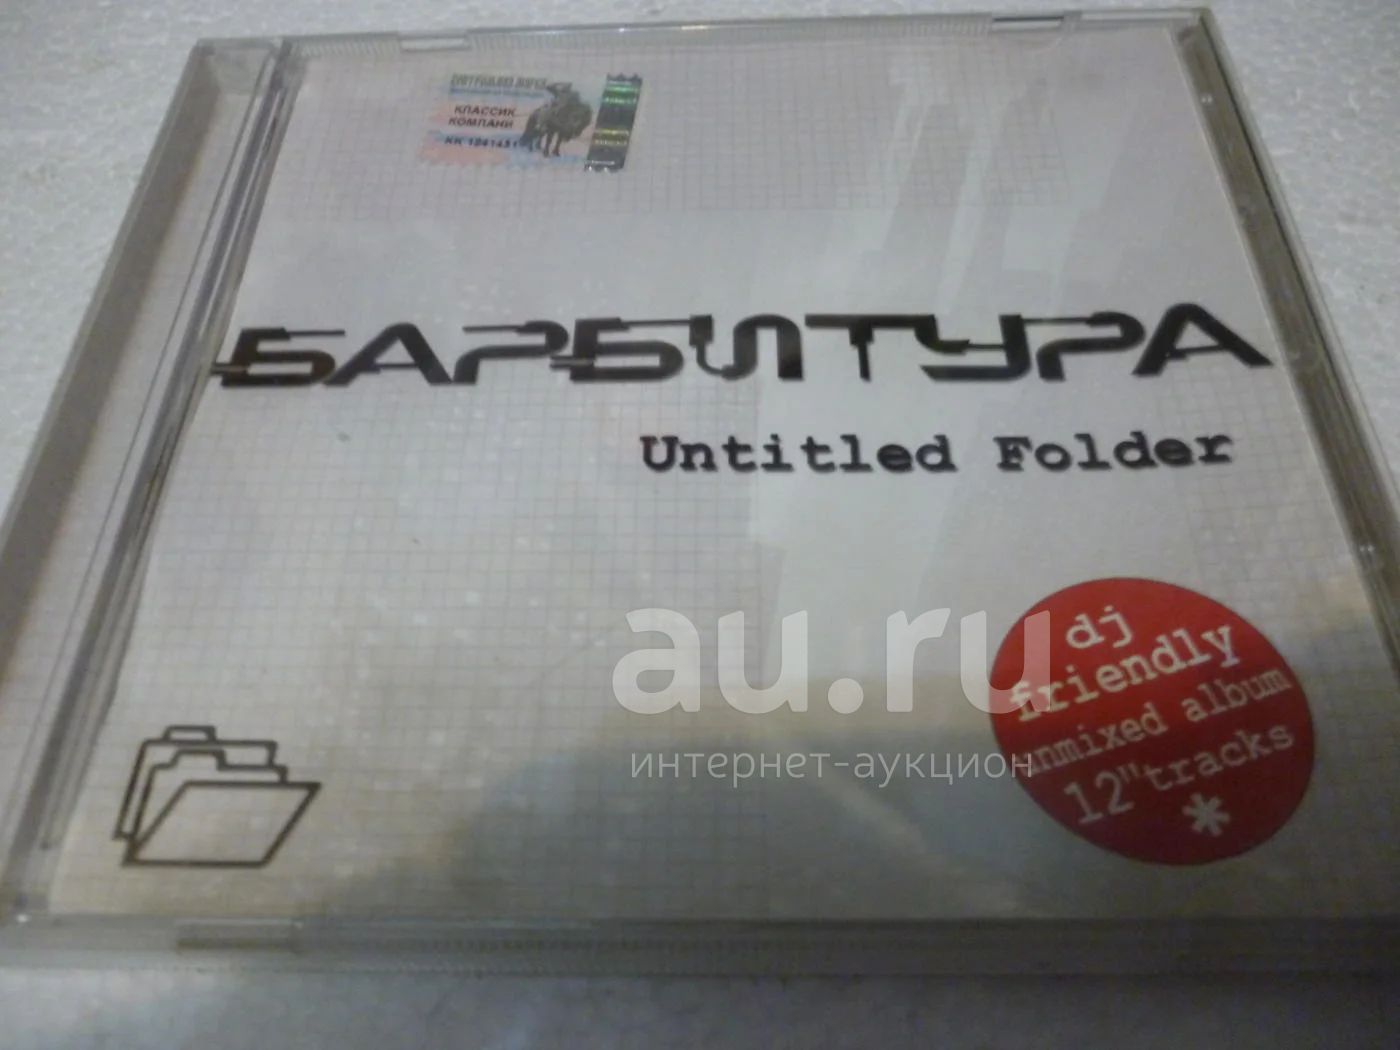 КЛАССИК
КОМПАНИ
БАРБИТУРА
Untitled Folder
dj
friendly
unmixed album
12" tracks
*
au.ru
интернет-аукцион